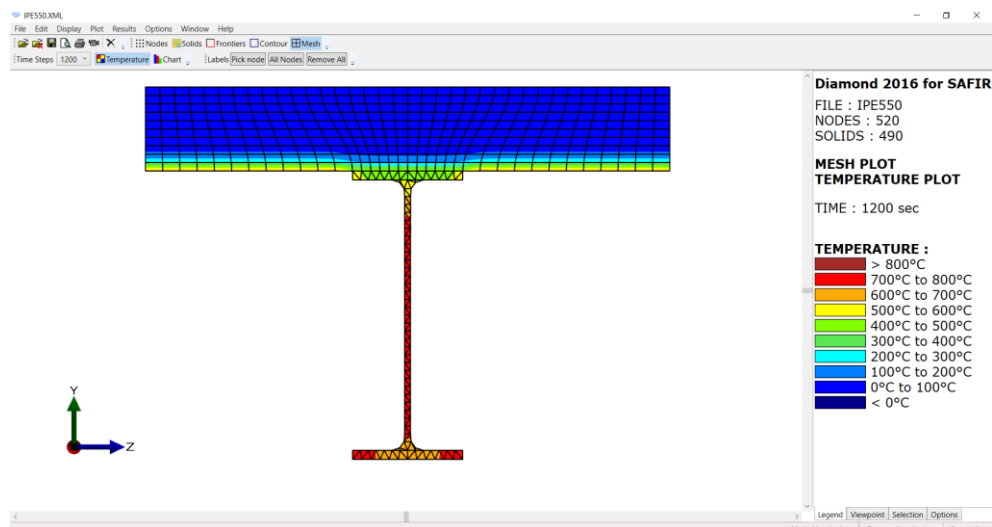 IPE550.XML
File Edit Display Plot Results Options Window Help
Nodes Solids Frontiers Contour Mesh
Time Steps 1200 Temperature Chart Labels Pick node All Nodes Remove All
Diamond 2016 for SAFIR
FILE : IPE550
NODES : 520
SOLIDS : 490
MESH PLOT
TEMPERATURE PLOT
TIME : 1200 sec
TEMPERATURE :
> 800°C
700°C to 800°C
600°C to 700°C
500°C to 600°C
400°C to 500°C
300°C to 400°C
200°C to 300°C
100°C to 200°C
0°C to 100°C
< 0°C
Y
Z
Legend Viewpoint Selection Options